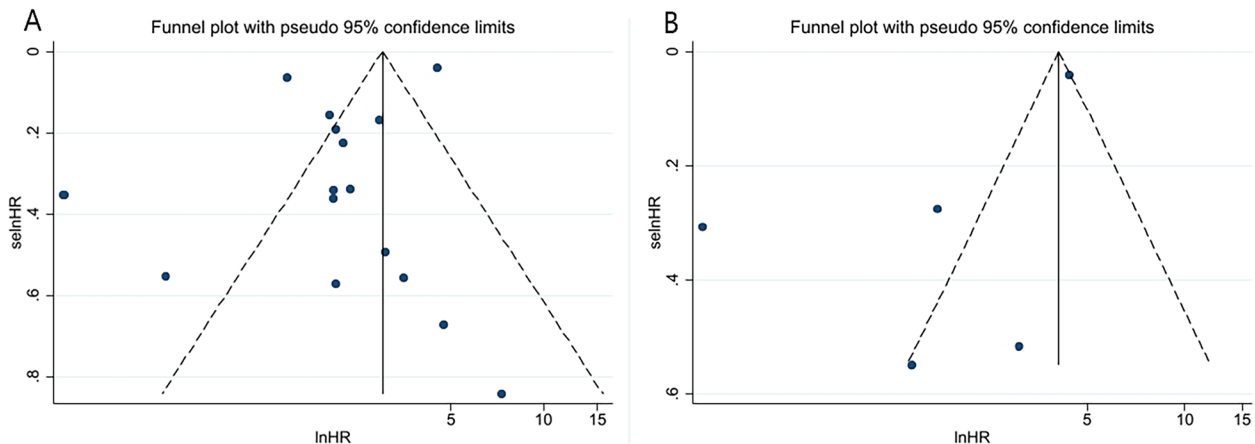 A
Funnel plot with pseudo 95% confidence limits
0
.2
.4
.6
.8
selnHR
5 10 15
lnHR
B
Funnel plot with pseudo 95% confidence limits
0
.2
.4
.6
selnHR
5 10 15
lnHR